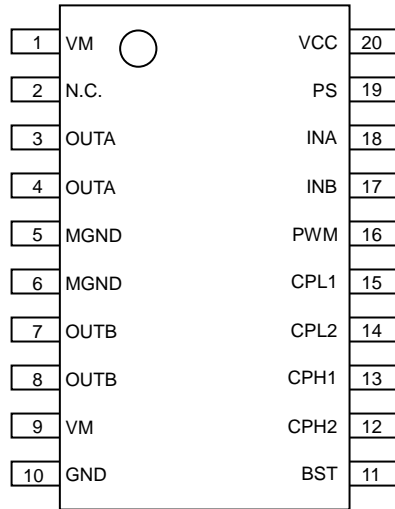 1 VM VCC 20
2 N.C. PS 19
3 OUTA INA 18
4 OUTA INB 17
5 MGND PWM 16
6 MGND CPL1 15
7 OUTB CPL2 14
8 OUTB CPH1 13
9 VM CPH2 12
10 GND BST 11